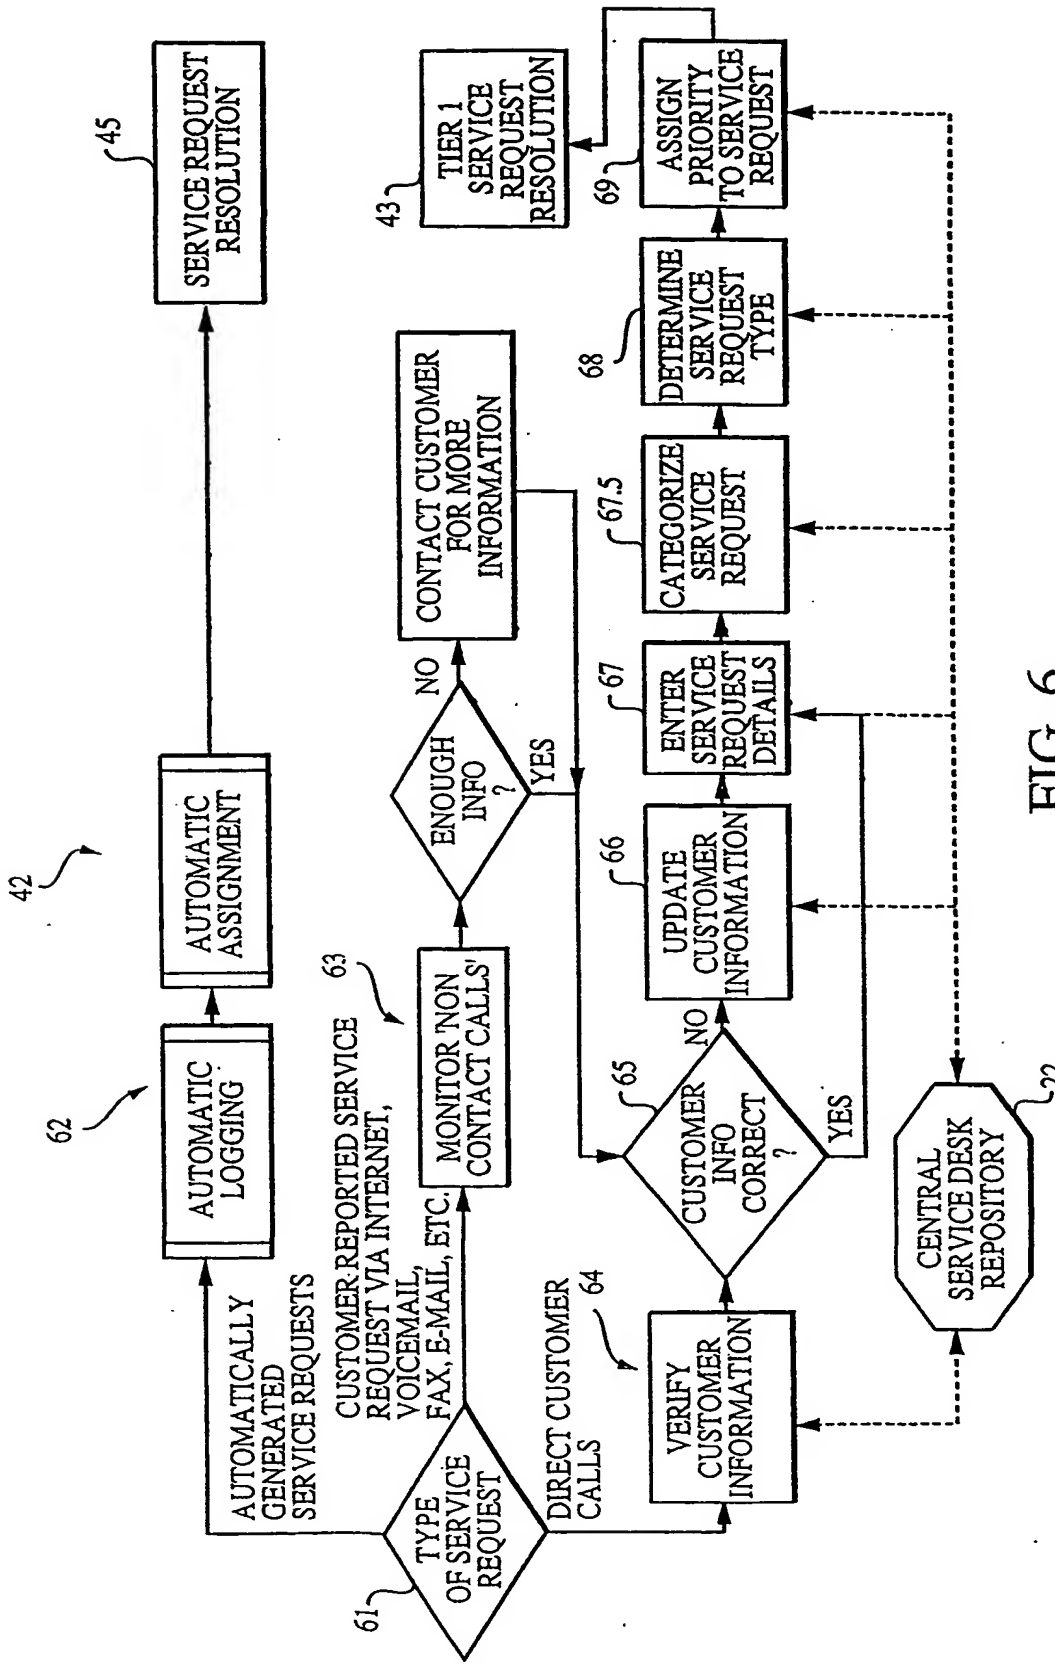 42
62
AUTOMATICALLY
GENERATED
SERVICE REQUESTS
AUTOMATIC
LOGGING
AUTOMATIC
ASSIGNMENT
45
SERVICE REQUEST
RESOLUTION
61
TYPE
OF SERVICE
REQUEST
CUSTOMER-REPORTED SERVICE
REQUEST VIA INTERNET,
VOICEMAIL,
FAX, E-MAIL, ETC.
63
MONITOR 'NON
CONTACT CALLS'
ENOUGH
INFO
?
NO
YES
CONTACT CUSTOMER
FOR MORE
INFORMATION
43
TIER 1
SERVICE
REQUEST
RESOLUTION
DIRECT CUSTOMER
CALLS
64
VERIFY
CUSTOMER
INFORMATION
65
CUSTOMER
INFO
CORRECT
?
NO
YES
66
UPDATE
CUSTOMER
INFORMATION
67
ENTER
SERVICE
REQUEST
DETAILS
67.5
CATEGORIZE
SERVICE
REQUEST
68
DETERMINE
SERVICE
REQUEST
TYPE
69
ASSIGN
PRIORITY
TO SERVICE
REQUEST
CENTRAL
SERVICE DESK
REPOSITORY
22
FIG. 6